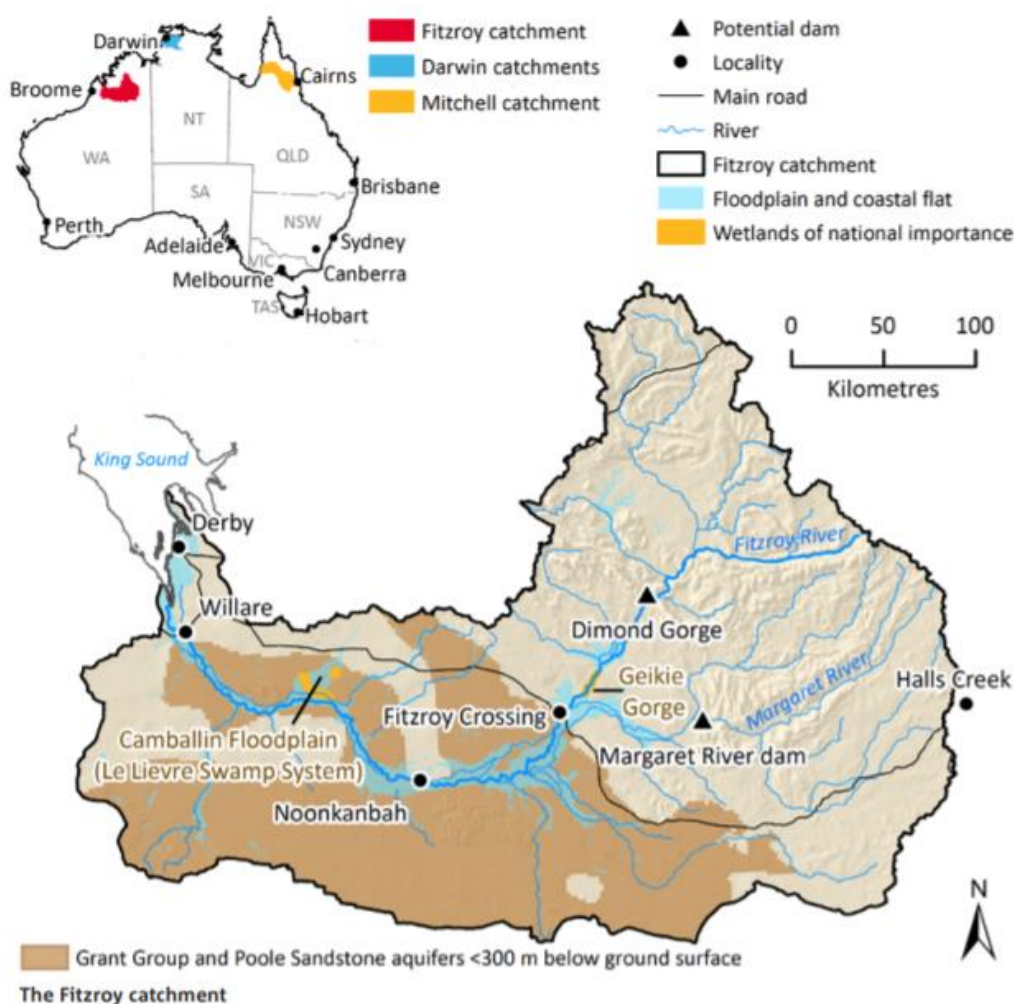 Darwin
Broome
Cairns
NT
WA
QLD
SA
Brisbane
NSW
Perth
Adelaide
Sydney
VIC
Melbourne
Canberra
TAS
Hobart
Fitzroy catchment
Darwin catchments
Mitchell catchment
Potential dam
Locality
Main road
River
Fitzroy catchment
Floodplain and coastal flat
Wetlands of national importance
0 50 100
Kilometres
King Sound
Derby
Willare
Fitzroy River
Dimond Gorge
Geikie
Gorge
Margaret River
Halls Creek
Fitzroy Crossing
Margaret River dam
Camballin Floodplain
(Le Lievre Swamp System)
Noonkanbah
N
Grant Group and Poole Sandstone aquifers <300 m below ground surface
The Fitzroy catchment